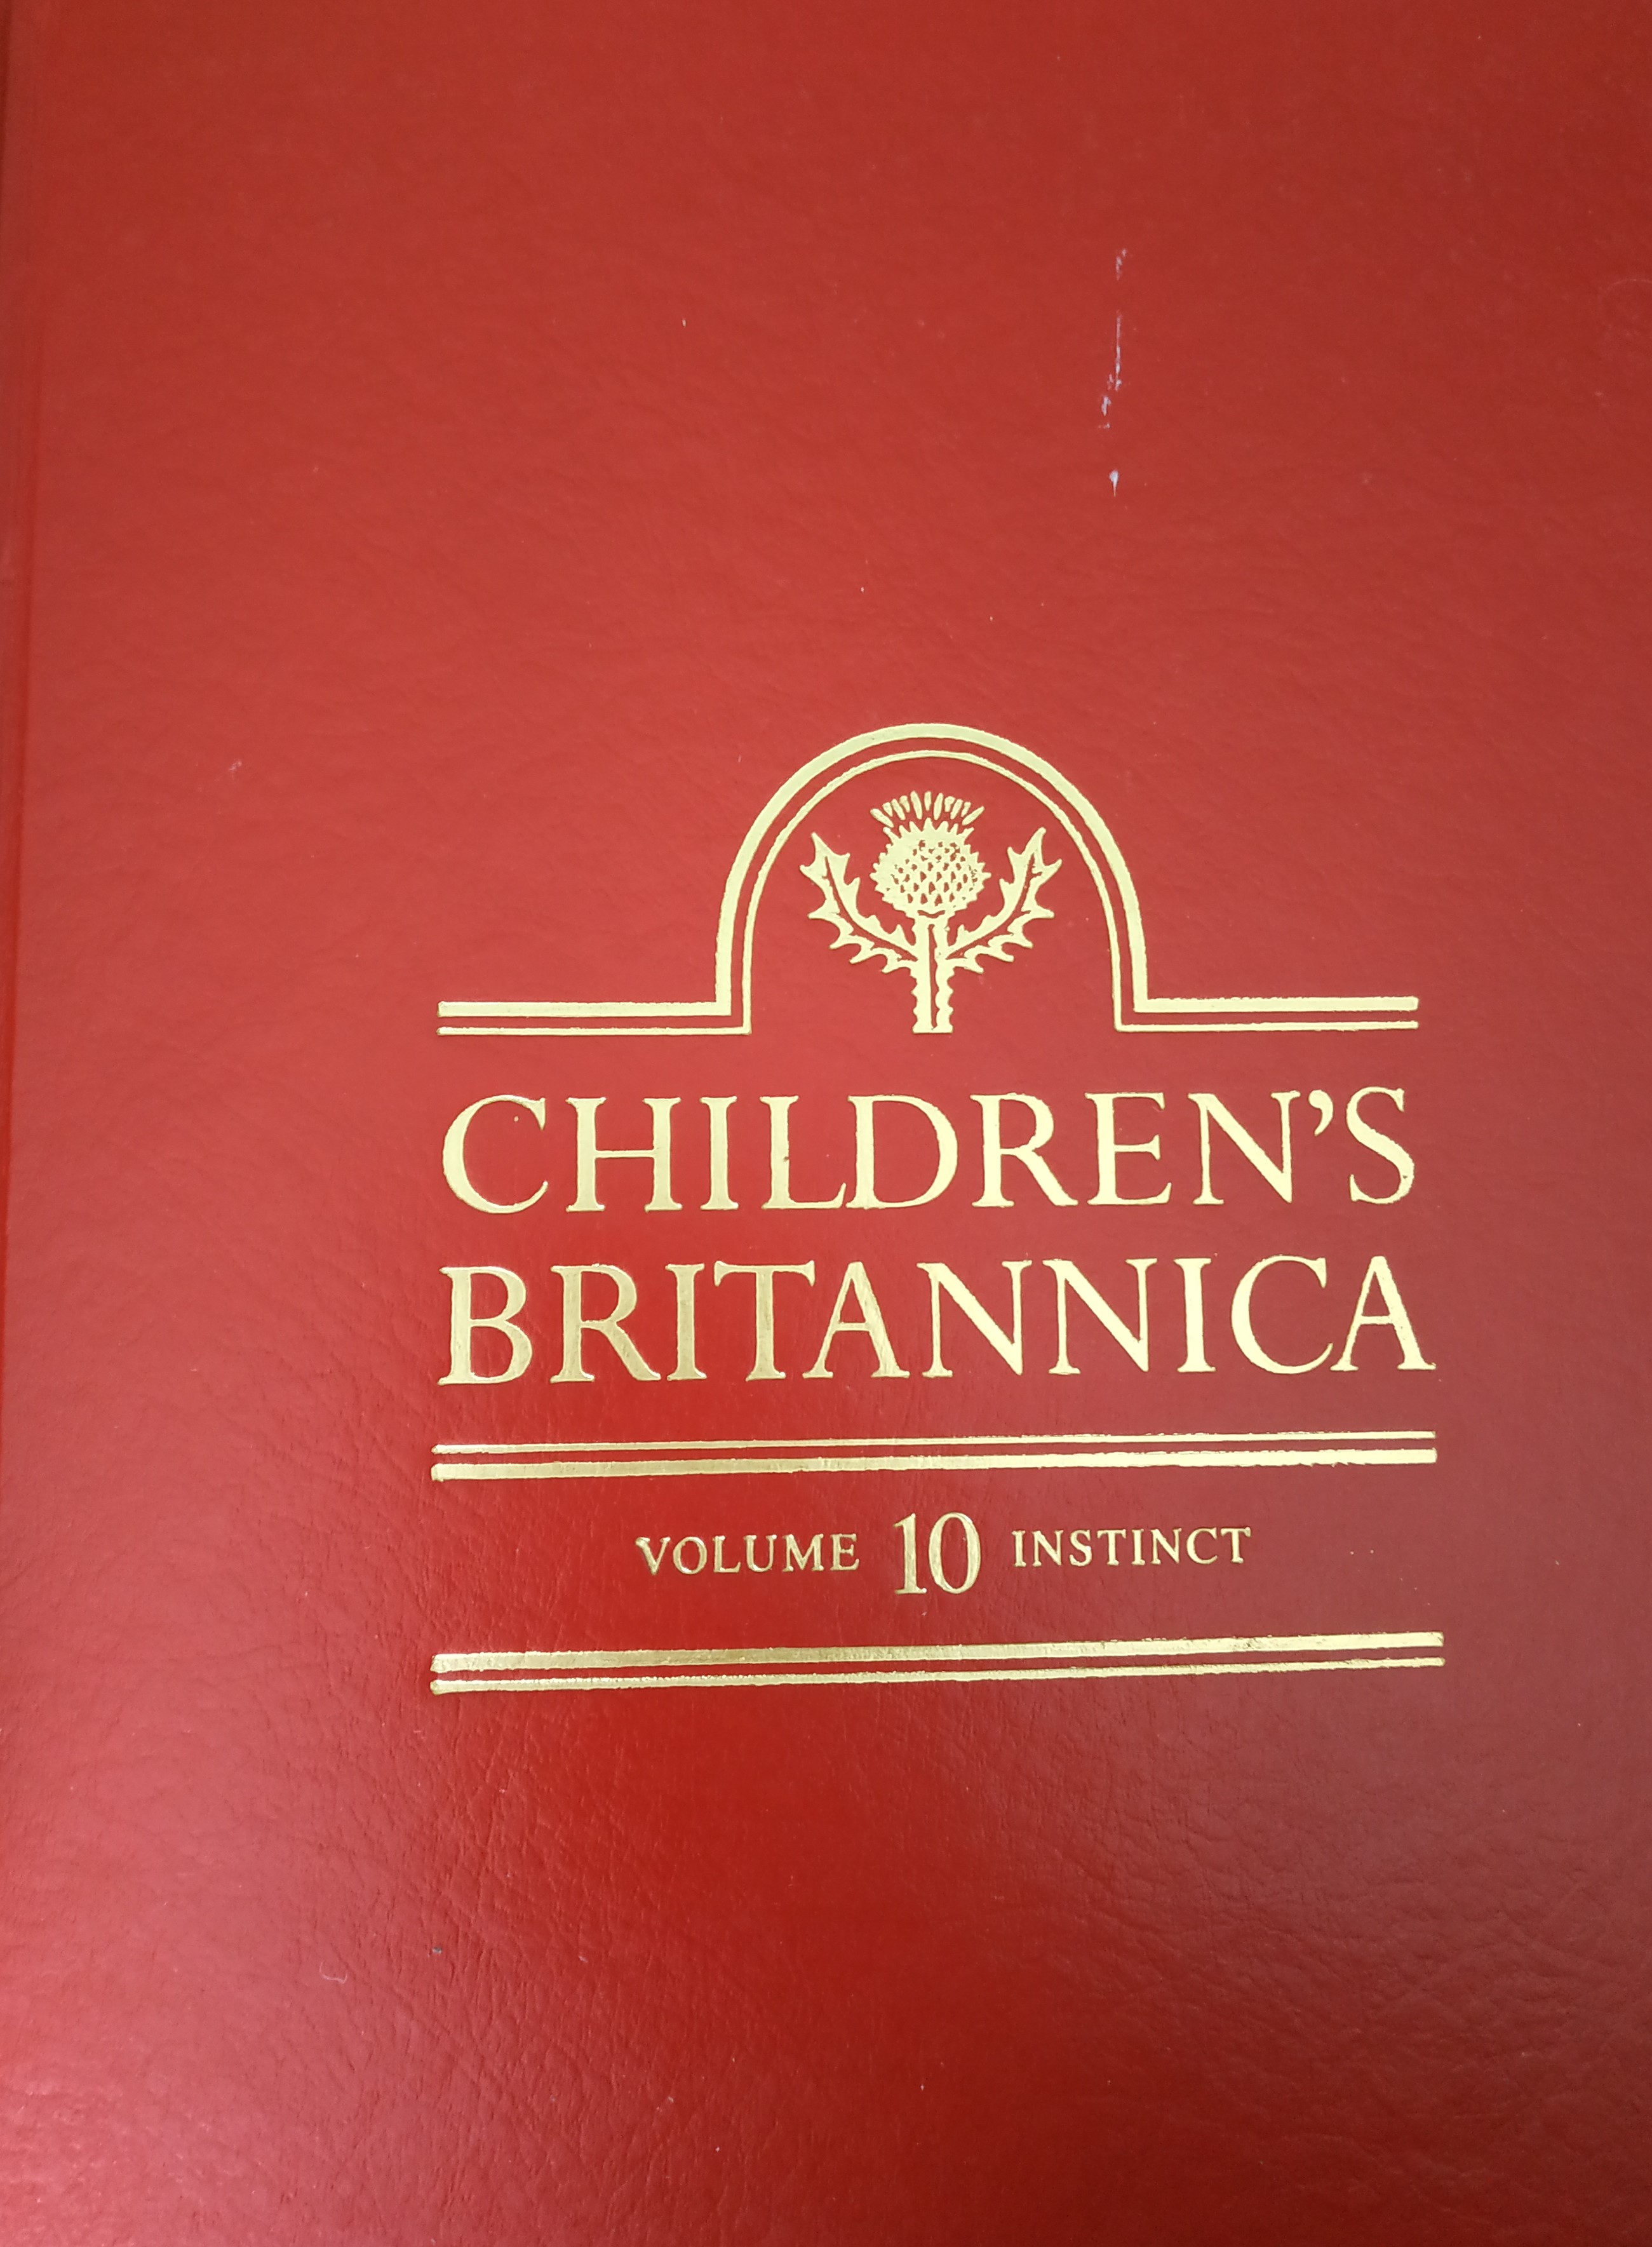 CHILDREN'S
BRITANNICA
VOLUME 10 INSTINCT